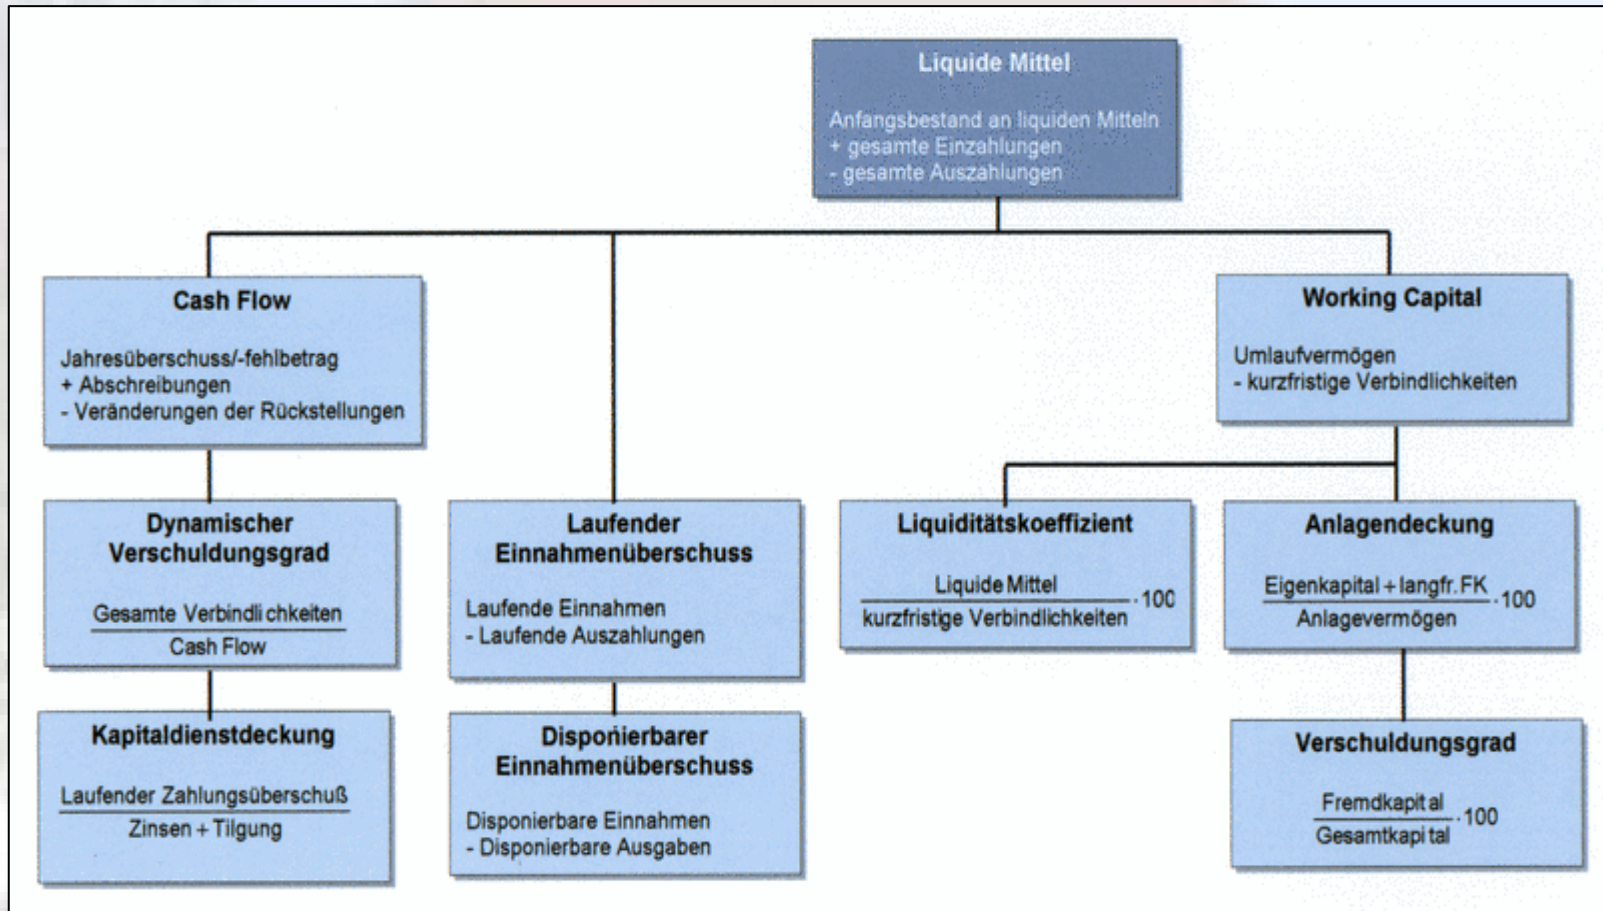 Liquide Mittel
Anfangsbestand an liquiden Mitteln
+ gesamte Einzahlungen
- gesamte Auszahlungen
Cash Flow
Jahresüberschuss/-fehlbetrag
+ Abschreibungen
- Veränderungen der Rückstellungen
Working Capital
Umlaufvermögen
- kurzfristige Verbindlichkeiten
Dynamischer
Verschuldungsgrad
Gesamte Verbindlichkeiten
Cash Flow
Laufender
Einnahmenüberschuss
Laufende Einnahmen
- Laufende Auszahlungen
Liquiditätskoeffizient
Liquide Mittel
kurzfristige Verbindlichkeiten · 100
Anlagendeckung
Eigenkapital + langfr. FK
Anlagevermögen · 100
Kapitaldienstdeckung
Laufender Zahlungsüberschuß
Zinsen + Tilgung
Disponierbarer
Einnahmenüberschuss
Disponierbare Einnahmen
- Disponierbare Ausgaben
Verschuldungsgrad
Fremdkapital
Gesamtkapital · 100